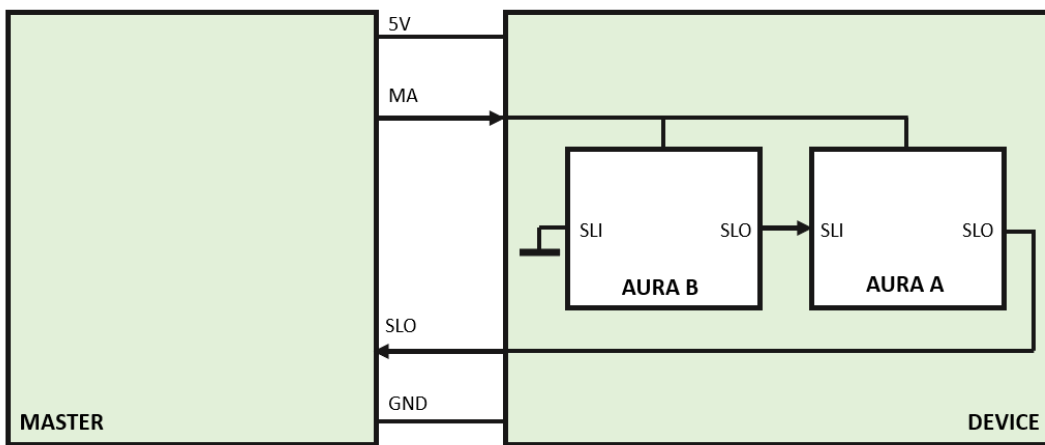 5V
MA
SLI
SLO
AURA B
SLI
SLO
AURA A
SLO
GND
MASTER
DEVICE